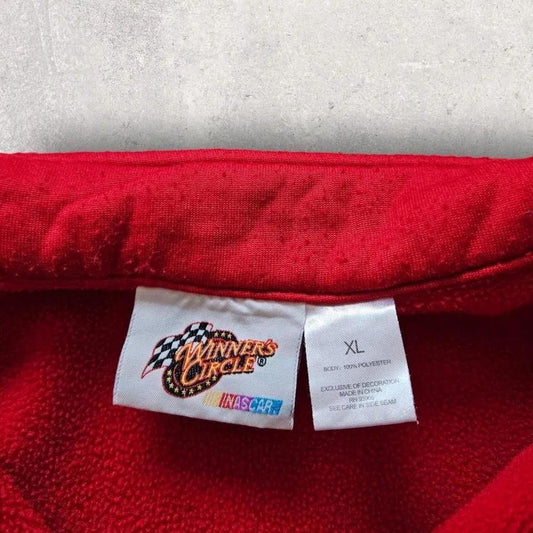 WINNER'S
CIRCLE®
NASCAR
XL
BODY: 100% POLYESTER
EXCLUSIVE OF DECORATION
MADE IN CHINA
SEE CARE IN SIDE SEAM